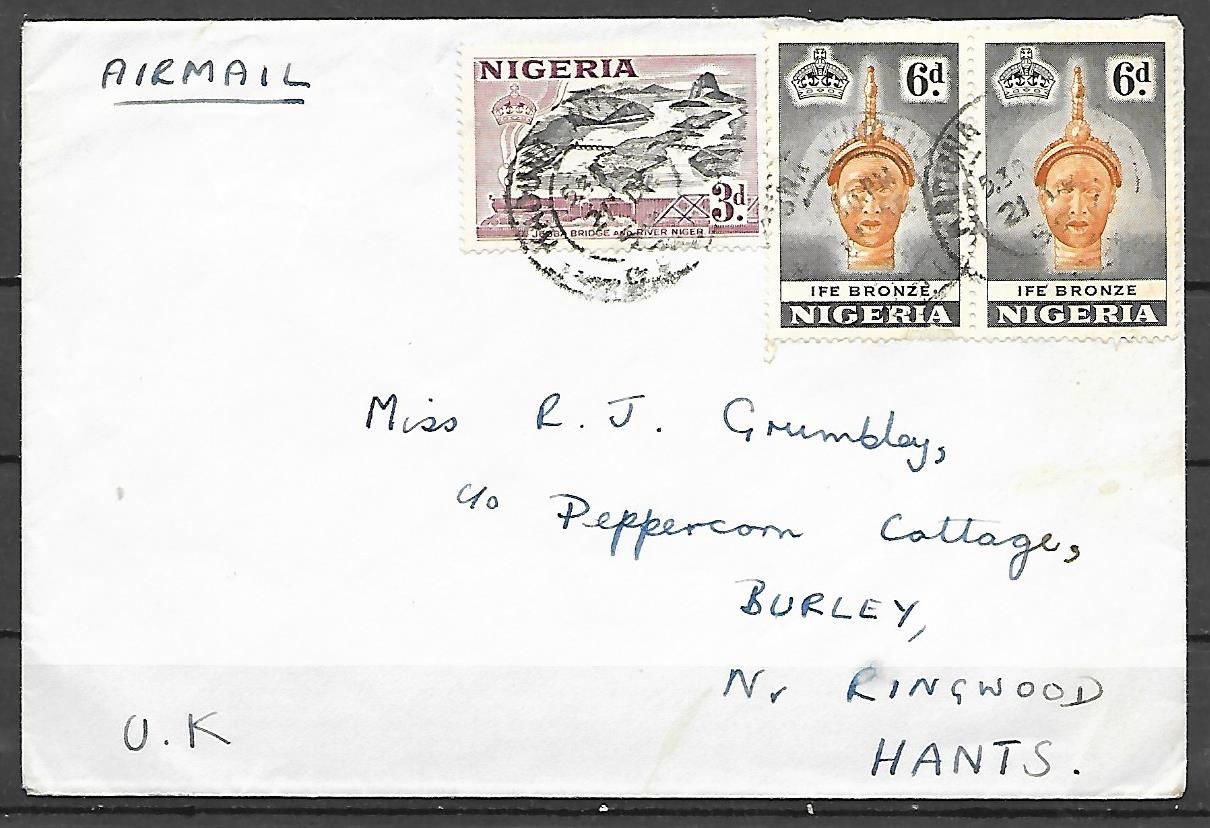 AIRMAIL
NIGERIA
3d.
JEBBA BRIDGE AND RIVER NIGER
6d.
IFE BRONZE
NIGERIA
6d.
IFE BRONZE
NIGERIA
KADUNA
Miss R. J. Grumbley,
c/o Peppercorn Cottage,
BURLEY,
Nr RINGWOOD
U.K
HANTS.